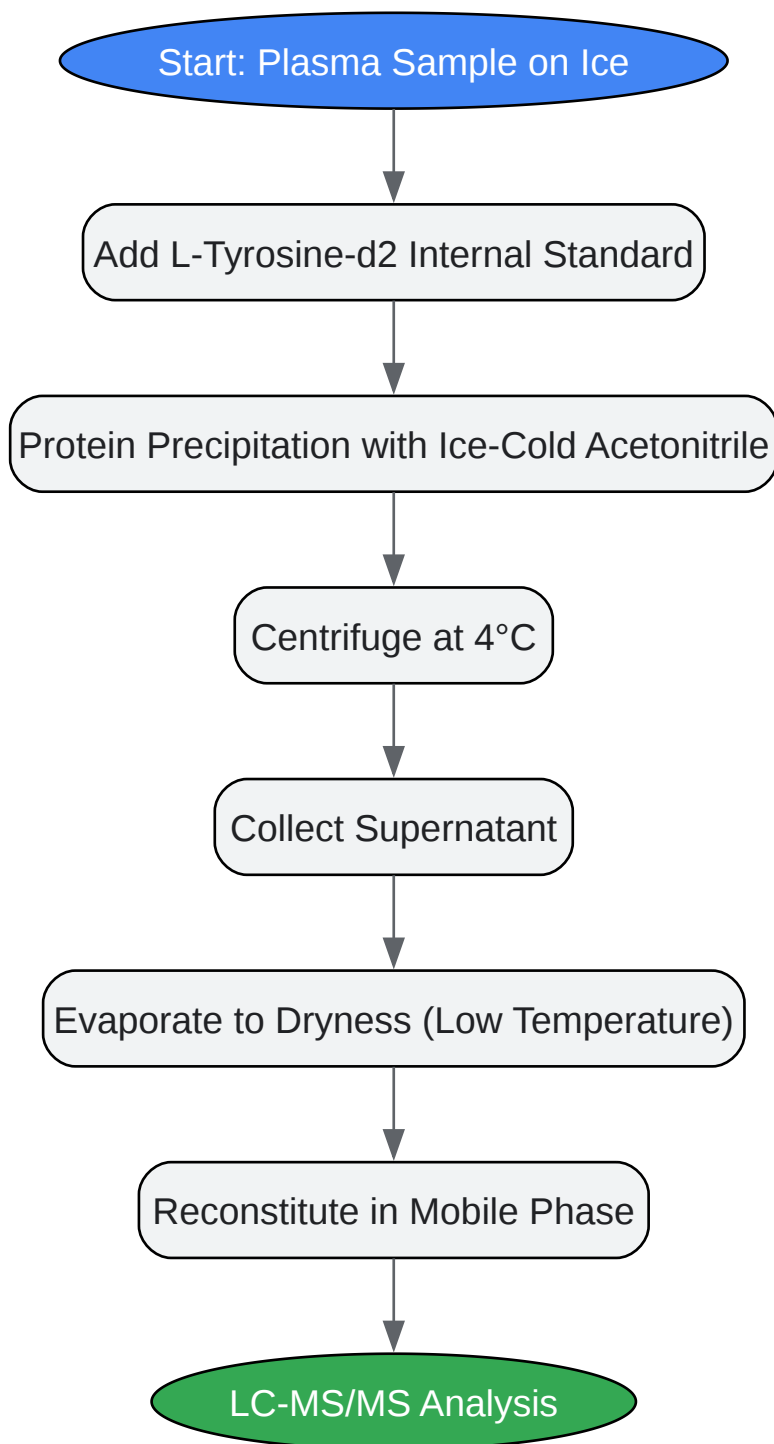 Start: Plasma Sample on Ice
Add L-Tyrosine-d2 Internal Standard
Protein Precipitation with Ice-Cold Acetonitrile
Centrifuge at 4°C
Collect Supernatant
Evaporate to Dryness (Low Temperature)
Reconstitute in Mobile Phase
LC-MS/MS Analysis